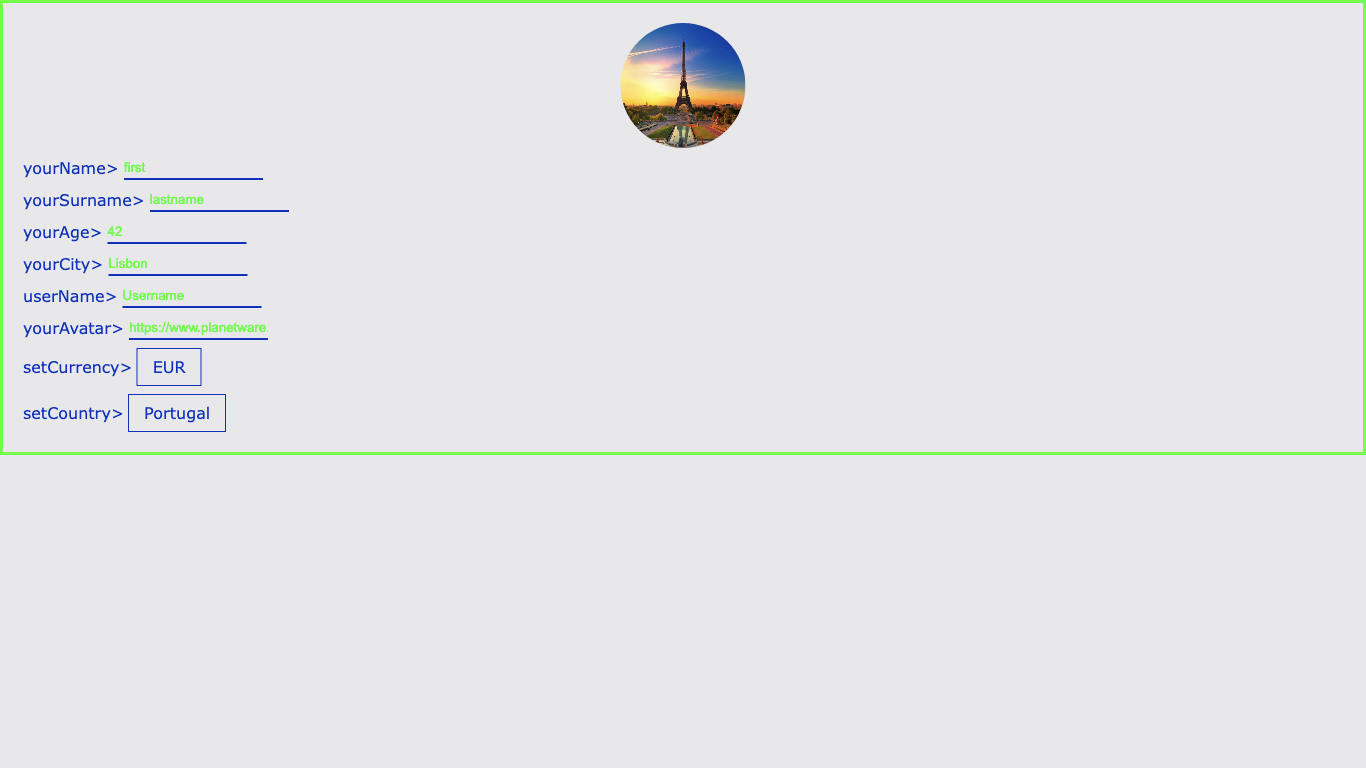 yourName> first
yourSurname> lastname
yourAge> 42
yourCity> Lisbon
userName> Username
yourAvatar> https://www.planetware.
setCurrency> EUR
setCountry> Portugal